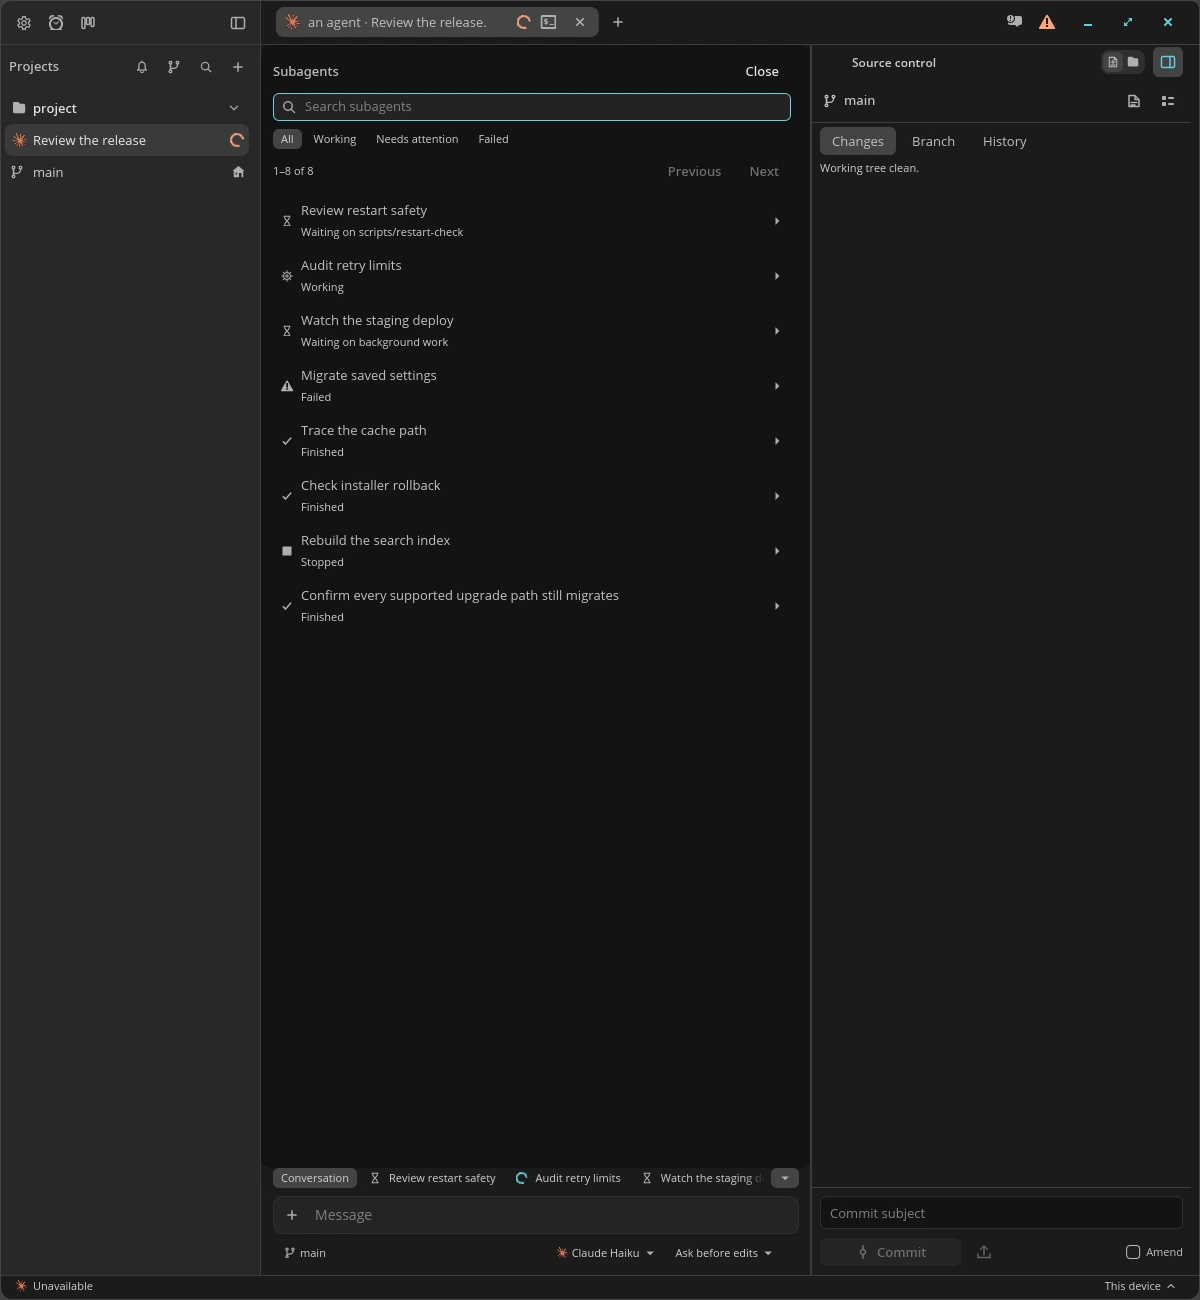 an agent · Review the release.
Projects
project
Review the release
main
Subagents
Close
Search subagents
All
Working
Needs attention
Failed
1–8 of 8
Previous
Next
Review restart safety
Waiting on scripts/restart-check
Audit retry limits
Working
Watch the staging deploy
Waiting on background work
Migrate saved settings
Failed
Trace the cache path
Finished
Check installer rollback
Finished
Rebuild the search index
Stopped
Confirm every supported upgrade path still migrates
Finished
Conversation
Review restart safety
Audit retry limits
Watch the staging d
Message
main
Claude Haiku
Ask before edits
Source control
main
Changes
Branch
History
Working tree clean.
Commit subject
Commit
Amend
Unavailable
This device